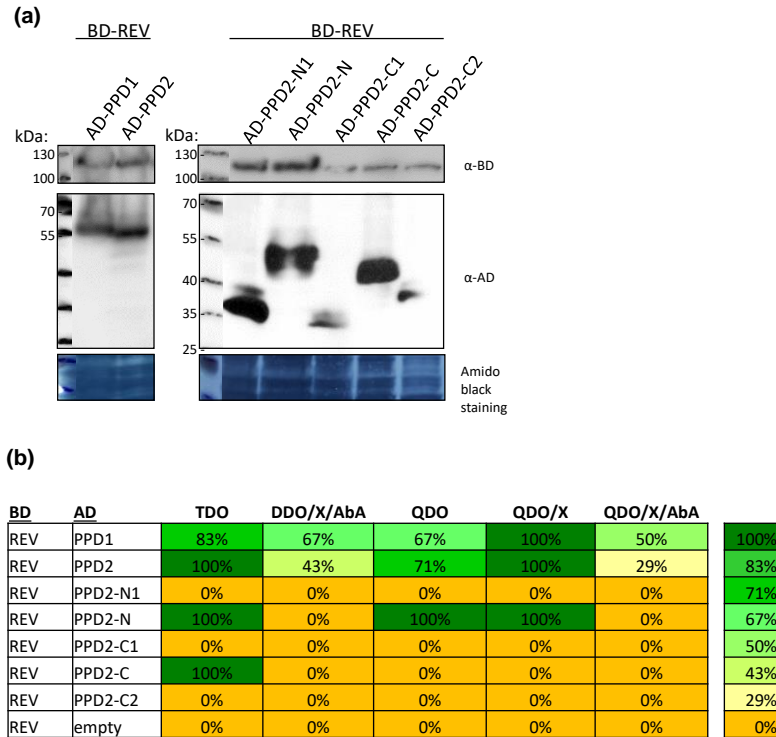 (a)
BD-REV
BD-REV
AD-PPD1
AD-PPD2
AD-PPD2-N1
AD-PPD2-N
AD-PPD2-C1
AD-PPD2-C
AD-PPD2-C2
kDa:
kDa:
130
100
130
100
α-BD
70
55
70
55
40
35
25
α-AD
Amido
black
staining
(b)
BD AD TDO DDO/X/AbA QDO QDO/X QDO/X/AbA
REV PPD1 83% 67% 67% 100% 50% 100%
REV PPD2 100% 43% 71% 100% 29% 83%
REV PPD2-N1 0% 0% 0% 0% 0% 71%
REV PPD2-N 100% 0% 100% 100% 0% 67%
REV PPD2-C1 0% 0% 0% 0% 0% 50%
REV PPD2-C 100% 0% 0% 0% 0% 43%
REV PPD2-C2 0% 0% 0% 0% 0% 29%
REV empty 0% 0% 0% 0% 0% 0%